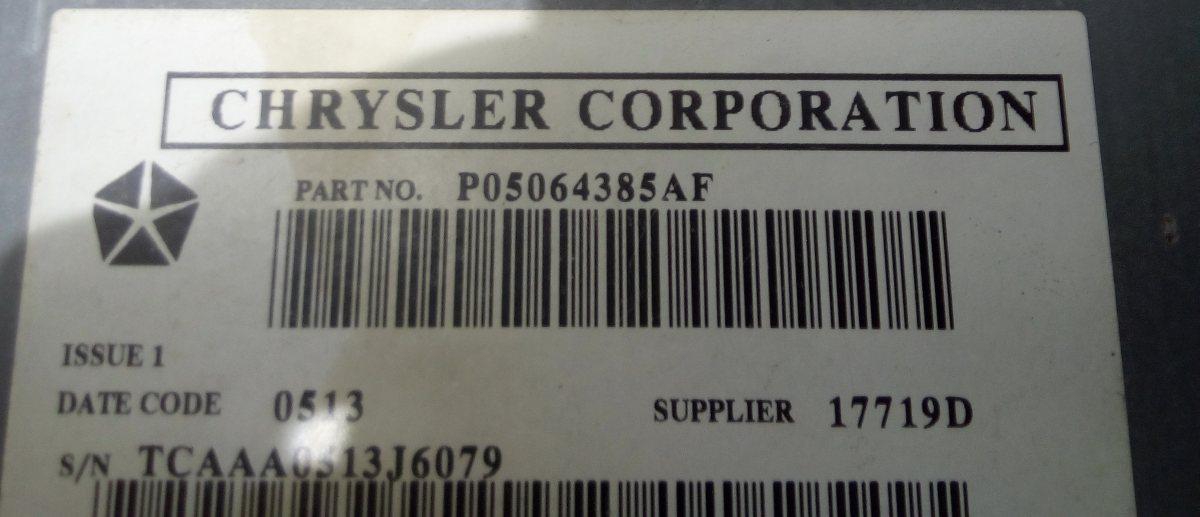 CHRYSLER CORPORATION
PART NO. P05064385AF
ISSUE 1
DATE CODE 0513 SUPPLIER 17719D
S/N TCAAA0513J6079